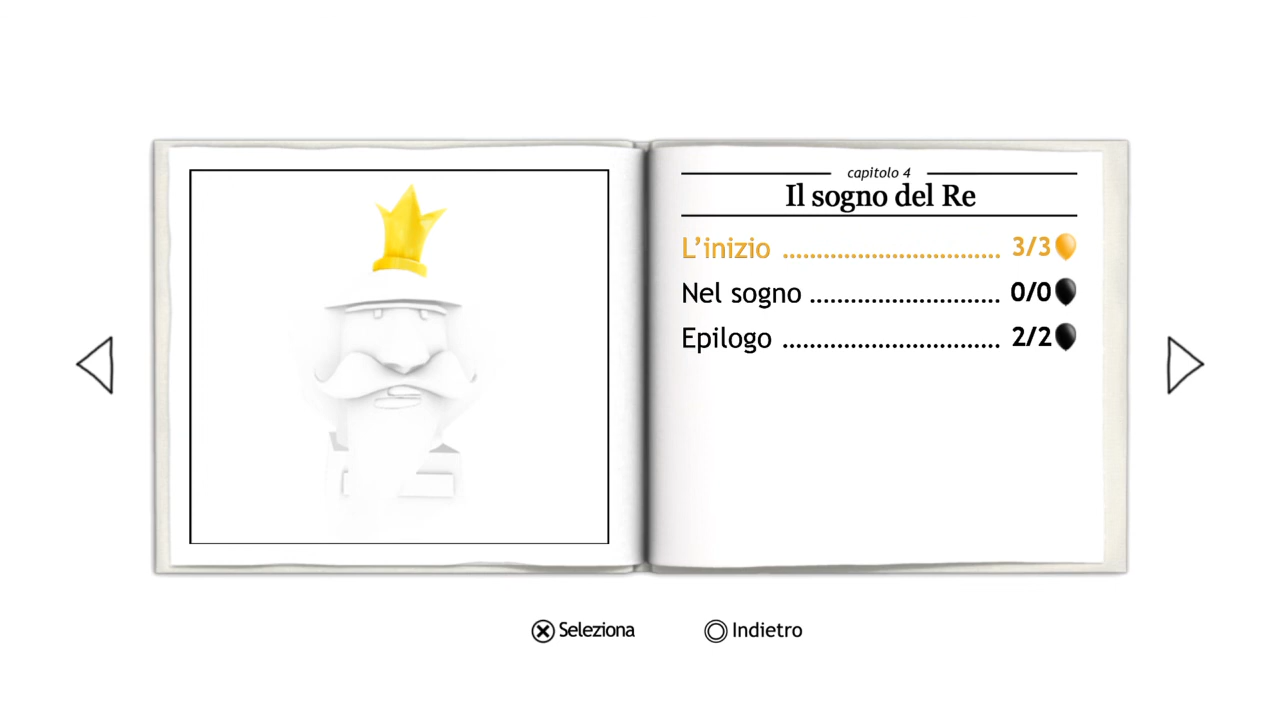 capitolo 4
Il sogno del Re
L'inizio ............................... 3/3
Nel sogno ........................... 0/0
Epilogo ............................... 2/2
Seleziona
Indietro